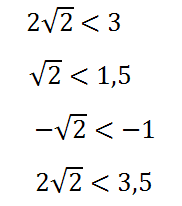 2√2 < 3
√2 < 1,5
−√2 < −1
2√2 < 3,5